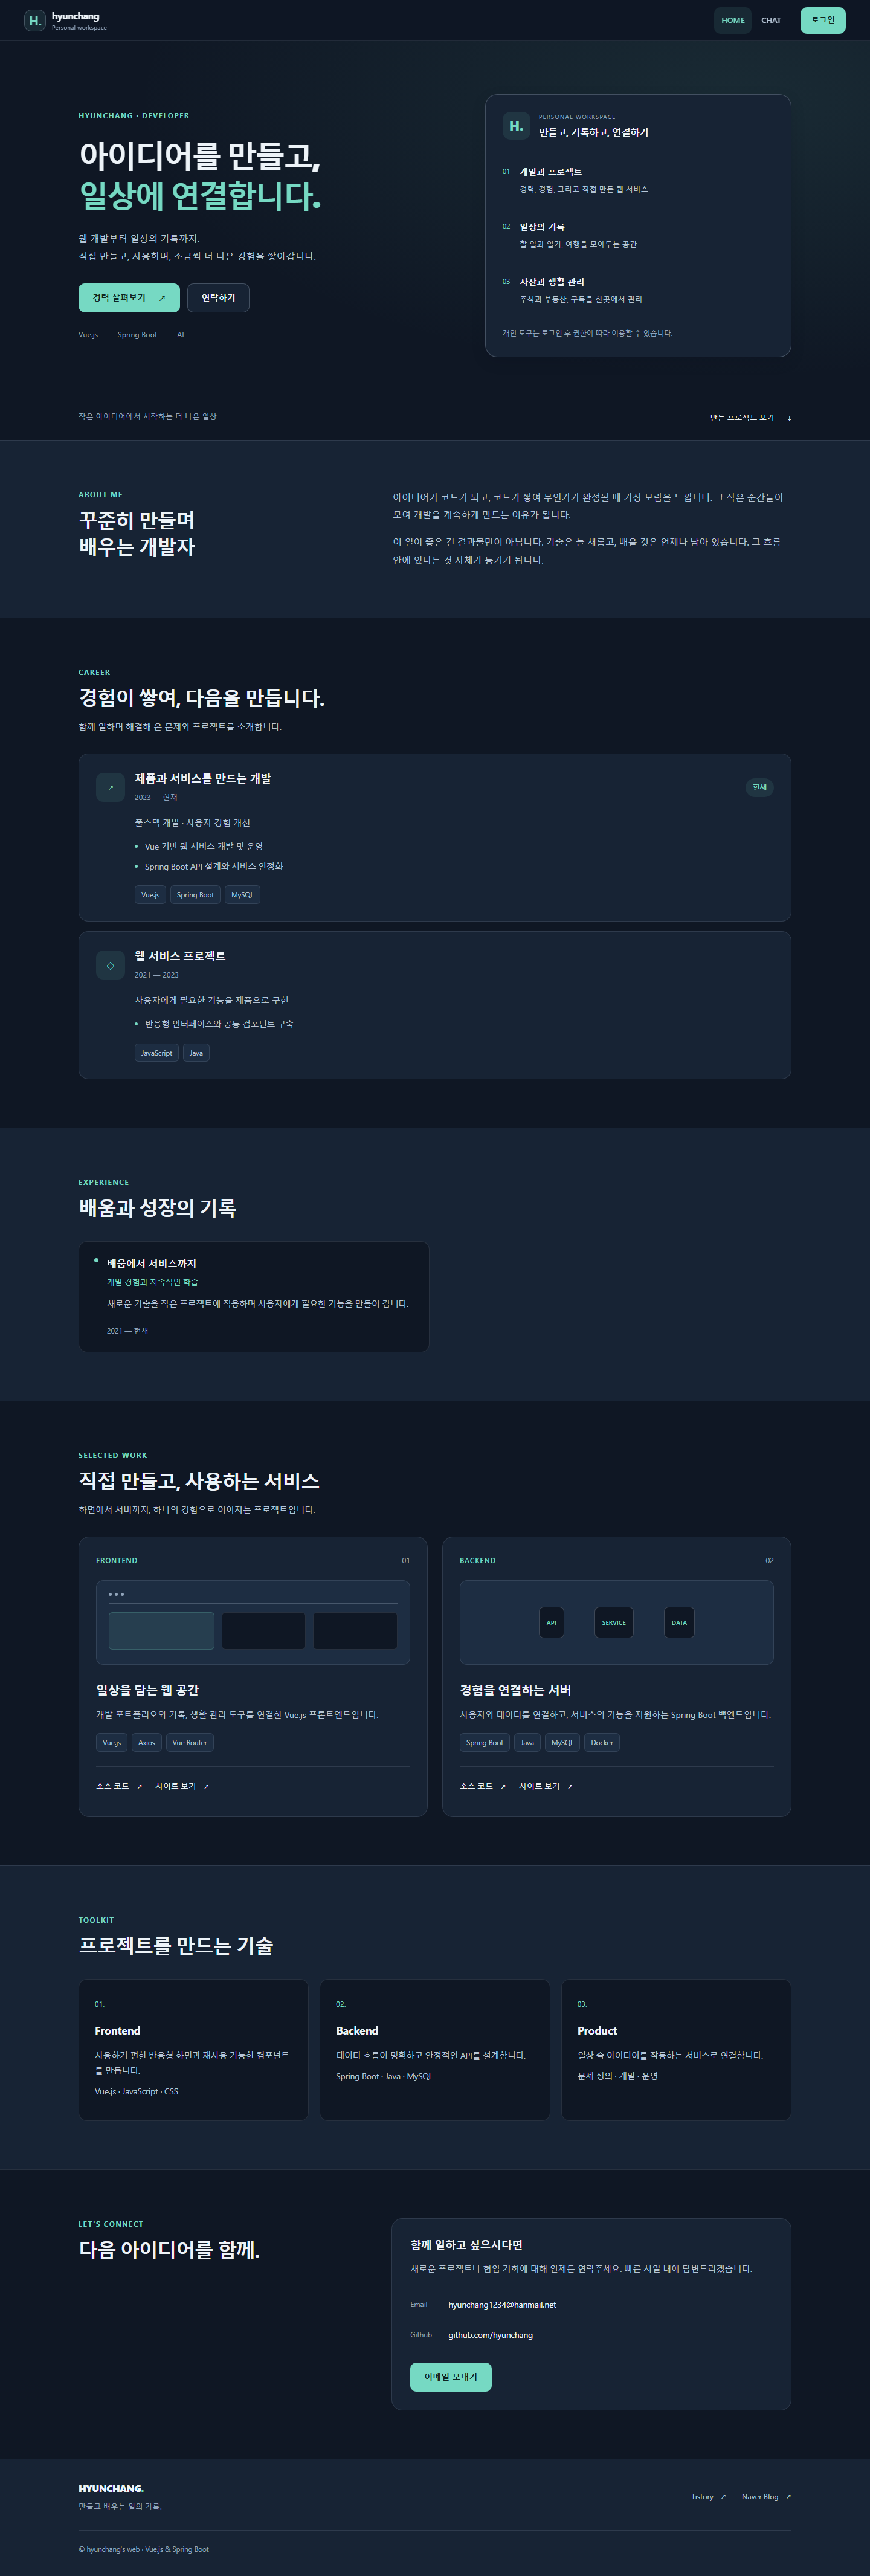 H.
hyunchang
Personal workspace
HOME
CHAT
로그인
HYUNCHANG · DEVELOPER
아이디어를 만들고,
일상에 연결합니다.
웹 개발부터 일상의 기록까지.
직접 만들고, 사용하며, 조금씩 더 나은 경험을 쌓아갑니다.
경력 살펴보기 ↗
연락하기
Vue.js
Spring Boot
AI
H.
PERSONAL WORKSPACE
만들고, 기록하고, 연결하기
01 개발과 프로젝트
경력, 경험, 그리고 직접 만든 웹 서비스
02 일상의 기록
할 일과 일기, 여행을 모아두는 공간
03 자산과 생활 관리
주식과 부동산, 구독을 한곳에서 관리
개인 도구는 로그인 후 권한에 따라 이용할 수 있습니다.
작은 아이디어에서 시작하는 더 나은 일상
만든 프로젝트 보기 ↓
ABOUT ME
꾸준히 만들며
배우는 개발자
아이디어가 코드가 되고, 코드가 쌓여 무언가가 완성될 때 가장 보람을 느낍니다. 그 작은 순간들이
모여 개발을 계속하게 만드는 이유가 됩니다.
이 일이 좋은 건 결과물만이 아닙니다. 기술은 늘 새롭고, 배울 것은 언제나 남아 있습니다. 그 흐름
안에 있다는 것 자체가 동기가 됩니다.
CAREER
경험이 쌓여, 다음을 만듭니다.
함께 일하며 해결해 온 문제와 프로젝트를 소개합니다.
↗
제품과 서비스를 만드는 개발
현재
2023 — 현재
풀스택 개발 · 사용자 경험 개선
• Vue 기반 웹 서비스 개발 및 운영
• Spring Boot API 설계와 서비스 안정화
Vue.js
Spring Boot
MySQL
◇
웹 서비스 프로젝트
2021 — 2023
사용자에게 필요한 기능을 제품으로 구현
• 반응형 인터페이스와 공통 컴포넌트 구축
JavaScript
Java
EXPERIENCE
배움과 성장의 기록
배움에서 서비스까지
개발 경험과 지속적인 학습
새로운 기술을 작은 프로젝트에 적용하며 사용자에게 필요한 기능을 만들어 갑니다.
2021 — 현재
SELECTED WORK
직접 만들고, 사용하는 서비스
화면에서 서버까지, 하나의 경험으로 이어지는 프로젝트입니다.
FRONTEND
01
일상을 담는 웹 공간
개발 포트폴리오와 기록, 생활 관리 도구를 연결한 Vue.js 프론트엔드입니다.
Vue.js
Axios
Vue Router
소스 코드 ↗
사이트 보기 ↗
BACKEND
02
API
SERVICE
DATA
경험을 연결하는 서버
사용자와 데이터를 연결하고, 서비스의 기능을 지원하는 Spring Boot 백엔드입니다.
Spring Boot
Java
MySQL
Docker
소스 코드 ↗
사이트 보기 ↗
TOOLKIT
프로젝트를 만드는 기술
01.
Frontend
사용하기 편한 반응형 화면과 재사용 가능한 컴포넌트
를 만듭니다.
Vue.js · JavaScript · CSS
02.
Backend
데이터 흐름이 명확하고 안정적인 API를 설계합니다.
Spring Boot · Java · MySQL
03.
Product
일상 속 아이디어를 작동하는 서비스로 연결합니다.
문제 정의 · 개발 · 운영
LET'S CONNECT
다음 아이디어를 함께.
함께 일하고 싶으시다면
새로운 프로젝트나 협업 기회에 대해 언제든 연락주세요. 빠른 시일 내에 답변드리겠습니다.
Email hyunchang1234@hanmail.net
Github github.com/hyunchang
이메일 보내기
HYUNCHANG.
만들고 배우는 일의 기록.
Tistory ↗
Naver Blog ↗
© hyunchang's web · Vue.js & Spring Boot